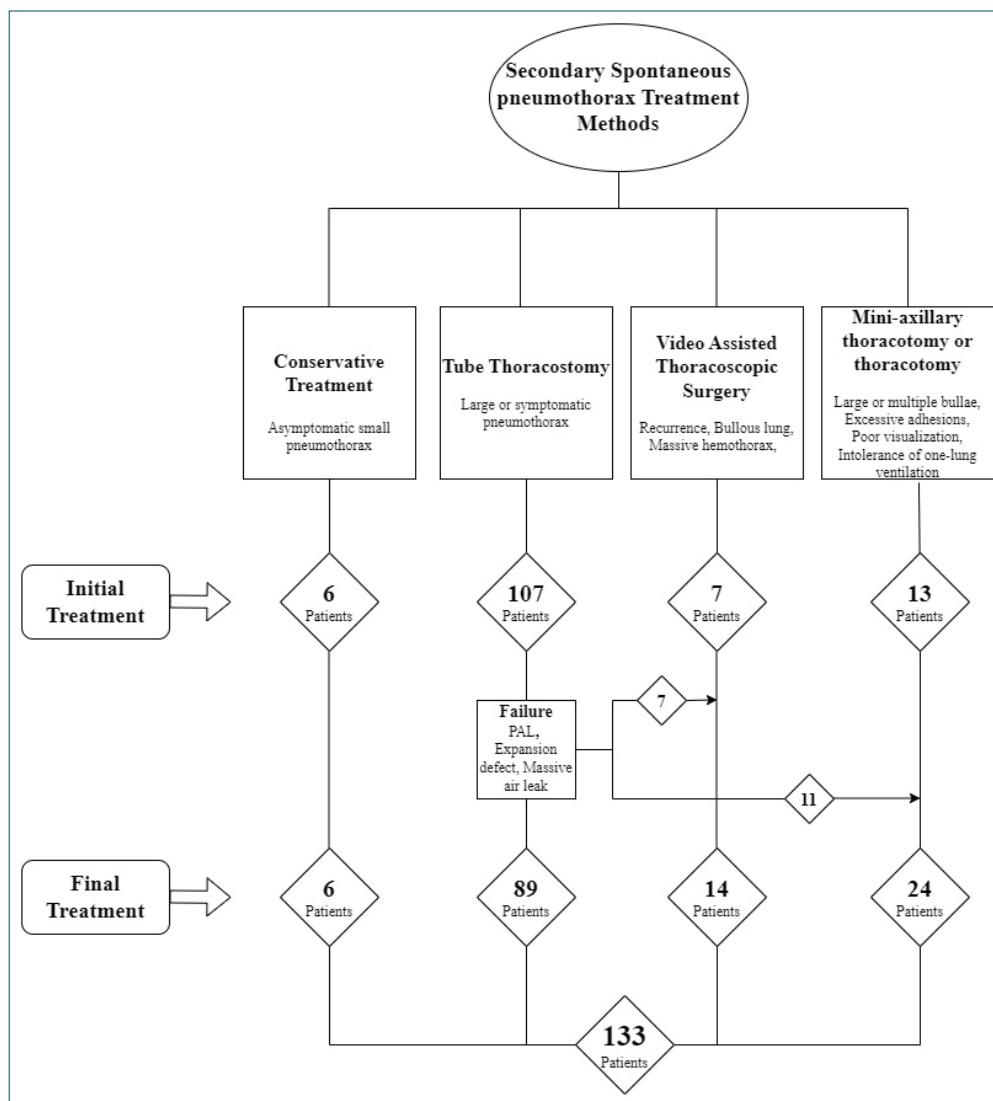 Secondary Spontaneous
pneumothorax Treatment
Methods
Conservative
Treatment
Asymptomatic small
pneumothorax
Tube Thoracostomy
Large or symptomatic
pneumothorax
Video Assisted
Thoracoscopic
Surgery
Recurrence, Bullous lung,
Massive hemothorax,
Mini-axillary
thoracotomy or
thoracotomy
Large or multiple bullae,
Excessive adhesions,
Poor visualization,
Intolerance of one-lung
ventilation
Initial
Treatment
6
Patients
107
Patients
7
Patients
13
Patients
Failure
PAL,
Expansion
defect, Massive
air leak
7
11
Final
Treatment
6
Patients
89
Patients
14
Patients
24
Patients
133
Patients